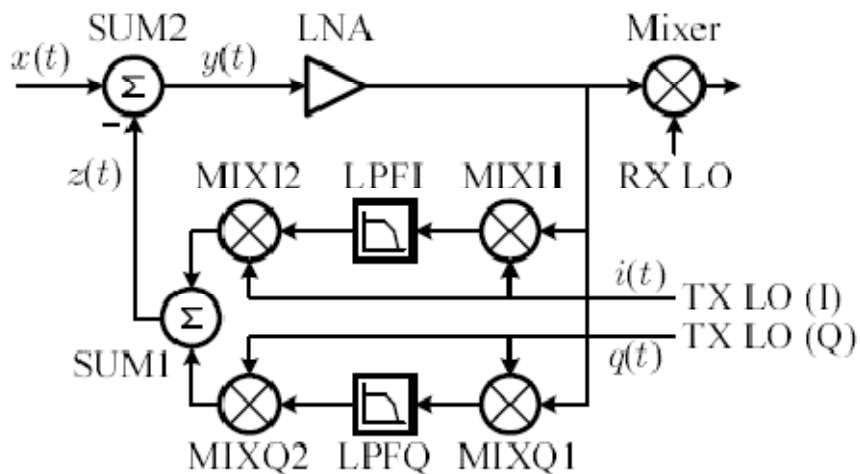 SUM2 LNA Mixer
x(t) y(t)
Σ
−
z(t) MIXI2 LPFI MIXI1 RX LO
i(t) TX LO (I)
Σ
TX LO (Q)
SUM1 q(t)
MIXQ2 LPFQ MIXQ1